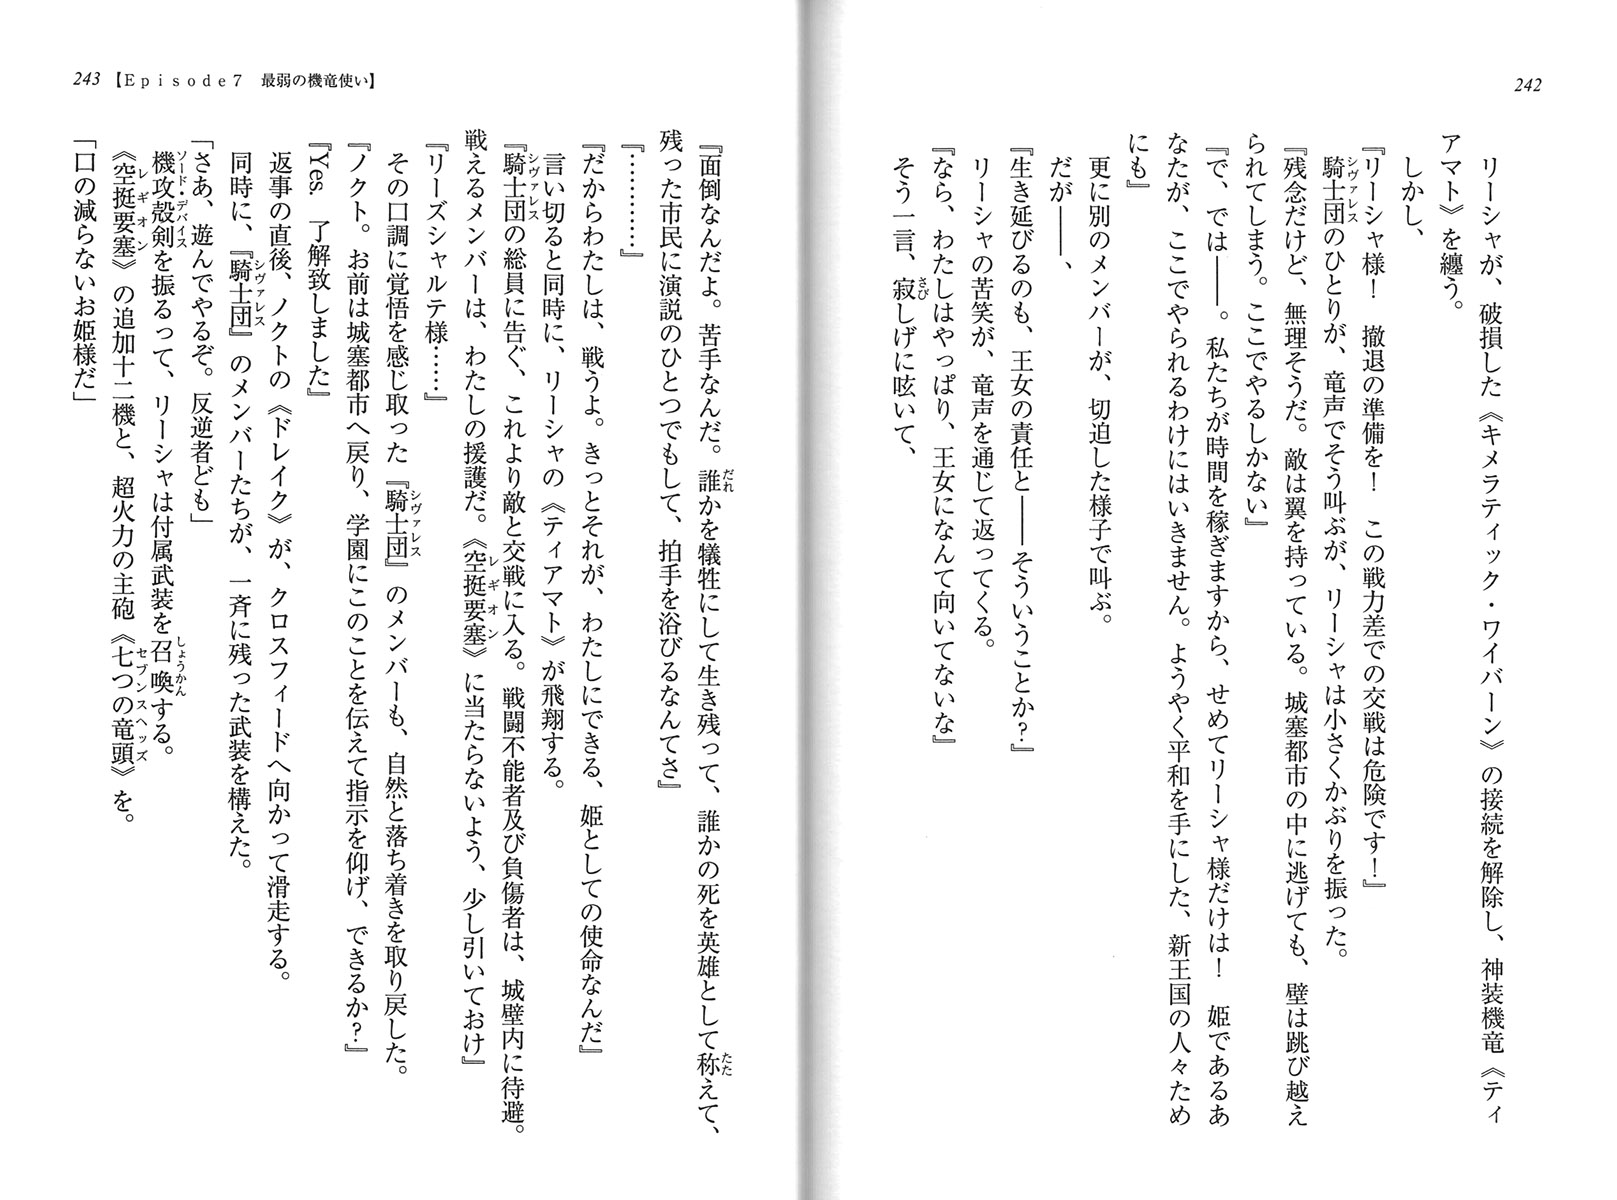 242
　リーシャが、破損した《キメラティック・ワイバーン》の接続を解除し、神装機竜《ティ
アマト》を纏う。
　しかし、
『リーシャ様！　撤退の準備を！　この戦力差での交戦は危険です！』
　騎士団のひとりが、竜声でそう叫ぶが、リーシャは小さくかぶりを振った。
『残念だけど、無理そうだ。敵は翼を持っている。城塞都市の中に逃げても、壁は跳び越え
られてしまう。ここでやるしかない』
『で、では――。私たちが時間を稼ぎますから、せめてリーシャ様だけは！　姫であるあ
なたが、ここでやられるわけにはいきません。ようやく平和を手にした、新王国の人々ため
にも』
　更に別のメンバーが、切迫した様子で叫ぶ。
　だが――、
『生き延びるのも、王女の責任と――そういうことか？』
　リーシャの苦笑が、竜声を通じて返ってくる。
『なら、わたしはやっぱり、王女になんて向いてないな』
　そう一言、寂しげに呟いて、
243【Ｅｐｉｓｏｄｅ７　最弱の機竜使い】
『面倒なんだよ。苦手なんだ。誰かを犠牲にして生き残って、誰かの死を英雄として称えて、
残った市民に演説のひとつでもして、拍手を浴びるなんてさ』
『…………』
『だからわたしは、戦うよ。きっとそれが、わたしにできる、姫としての使命なんだ』
　言い切ると同時に、リーシャの《ティアマト》が飛翔する。
『騎士団の総員に告ぐ、これより敵と交戦に入る。戦闘不能者及び負傷者は、城壁内に待避。
戦えるメンバーは、わたしの援護だ。《空挺要塞》に当たらないよう、少し引いておけ』
『リーズシャルテ様……』
　その口調に覚悟を感じ取った『騎士団』のメンバーも、自然と落ち着きを取り戻した。
『ノクト。お前は城塞都市へ戻り、学園にこのことを伝えて指示を仰げ、できるか？』
『Yes　了解致しました』
　返事の直後、ノクトの《ドレイク》が、クロスフィードへ向かって滑走する。
　同時に、『騎士団』のメンバーたちが、一斉に残った武装を構えた。
「さあ、遊んでやるぞ。反逆者ども」
　機攻殻剣を振るって、リーシャは付属武装を召喚する。
　《空挺要塞》の追加十二機と、超火力の主砲《七つの竜頭》を。
「口の減らないお姫様だ」